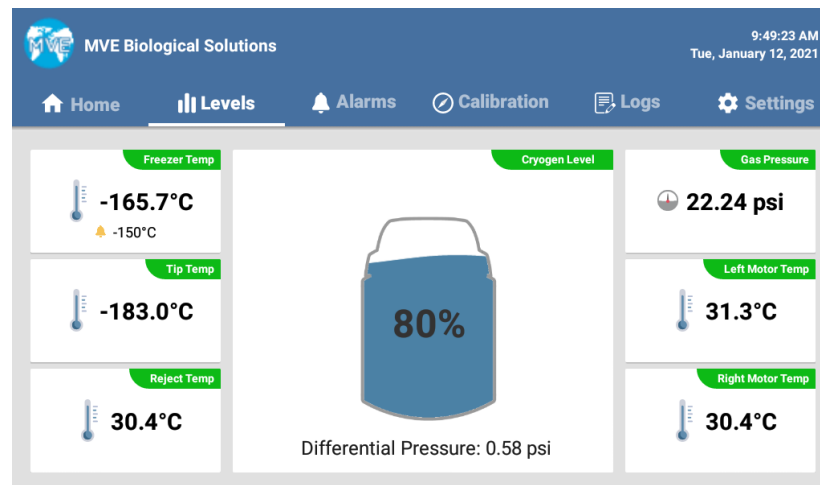 MVE
MVE Biological Solutions
9:49:23 AM
Tue, January 12, 2021
Home
Levels
Alarms
Calibration
Logs
Settings
Freezer Temp
-165.7°C
-150°C
Tip Temp
-183.0°C
Reject Temp
30.4°C
Cryogen Level
80%
Differential Pressure: 0.58 psi
Gas Pressure
22.24 psi
Left Motor Temp
31.3°C
Right Motor Temp
30.4°C